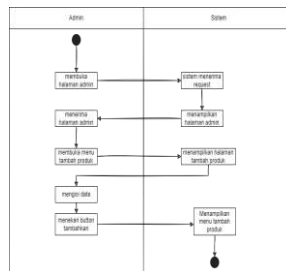 Admin
Sistem
membuka
halaman admin
sistem menerima
request
menerima
halaman admin
menampilkan
halaman admin
membuka menu
tambah produk
menampilkan halaman
tambah produk
mengisi data
menekan button
tambahkan
Menampilkan
menu tambah
produk